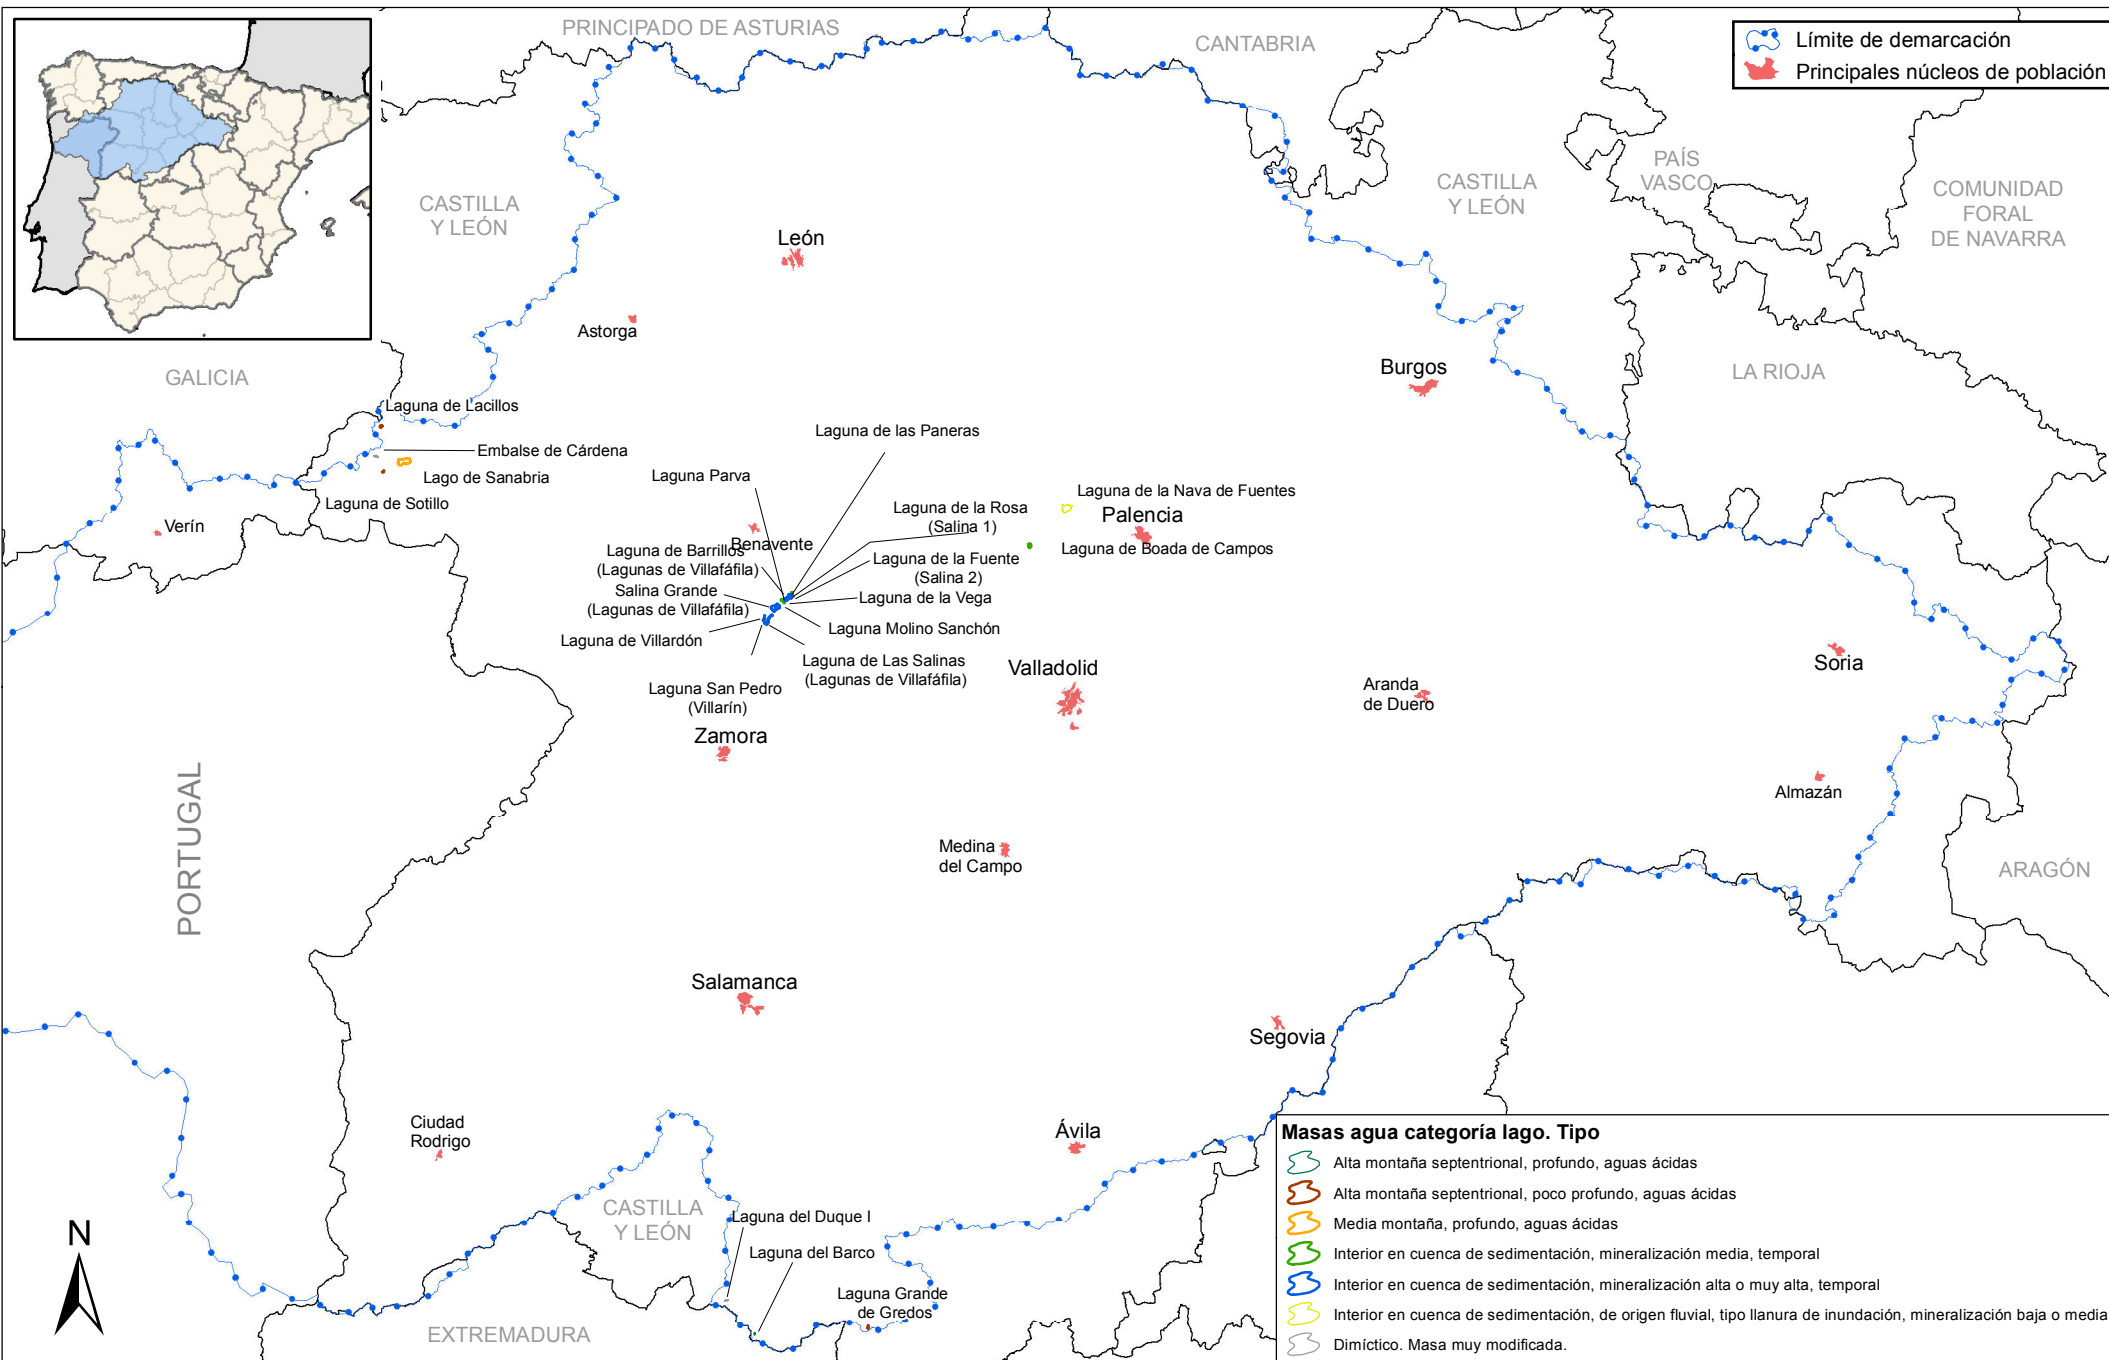 PRINCIPADO DE ASTURIAS
CANTABRIA
Límite de demarcación
Principales núcleos de población
PAÍS
VASCO
CASTILLA
Y LEÓN
COMUNIDAD
FORAL
DE NAVARRA
CASTILLA
Y LEÓN
León
Astorga
GALICIA
Burgos
LA RIOJA
Laguna de Lacillos
Embalse de Cárdena
Lago de Sanabria
Laguna de Sotillo
Verín
Laguna de las Paneras
Laguna Parva
Laguna de la Rosa
(Salina 1)
Laguna de la Nava de Fuentes
Palencia
Benavente
Laguna de Barrillos
(Lagunas de Villafáfila)
Laguna de la Fuente
(Salina 2)
Laguna de Boada de Campos
Salina Grande
(Lagunas de Villafáfila)
Laguna de la Vega
Laguna de Villardón
Laguna Molino Sanchón
Laguna de Las Salinas
(Lagunas de Villafáfila)
Laguna San Pedro
(Villarín)
Valladolid
Zamora
Aranda
de Duero
Soria
Almazán
PORTUGAL
Medina
del Campo
ARAGÓN
Salamanca
Segovia
Ciudad
Rodrigo
Ávila
CASTILLA
Y LEÓN
Laguna del Duque I
Laguna del Barco
Laguna Grande
de Gredos
EXTREMADURA
N
Masas agua categoría lago. Tipo
Alta montaña septentrional, profundo, aguas ácidas
Alta montaña septentrional, poco profundo, aguas ácidas
Media montaña, profundo, aguas ácidas
Interior en cuenca de sedimentación, mineralización media, temporal
Interior en cuenca de sedimentación, mineralización alta o muy alta, temporal
Interior en cuenca de sedimentación, de origen fluvial, tipo llanura de inundación, mineralización baja o media
Dimíctico. Masa muy modificada.